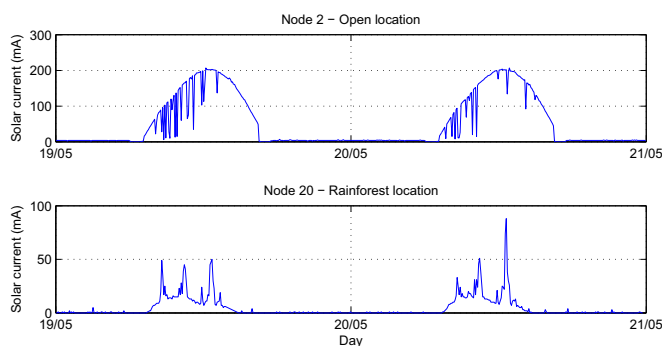 Node 2 − Open location
Solar current (mA)
300
200
100
0
19/05
20/05
21/05
Node 20 − Rainforest location
Solar current (mA)
100
50
0
19/05
20/05
21/05
Day